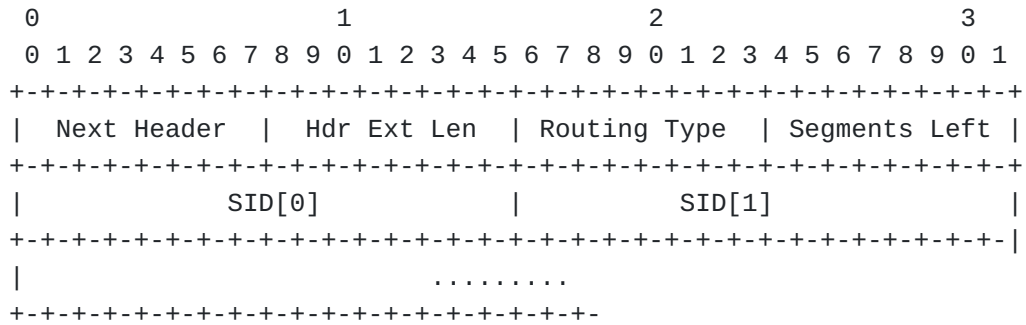 0                   1                   2                   3
 0 1 2 3 4 5 6 7 8 9 0 1 2 3 4 5 6 7 8 9 0 1 2 3 4 5 6 7 8 9 0 1
+-+-+-+-+-+-+-+-+-+-+-+-+-+-+-+-+-+-+-+-+-+-+-+-+-+-+-+-+-+-+-+-+
|  Next Header  |  Hdr Ext Len  | Routing Type  | Segments Left |
+-+-+-+-+-+-+-+-+-+-+-+-+-+-+-+-+-+-+-+-+-+-+-+-+-+-+-+-+-+-+-+-+
|             SID[0]            |          SID[1]               |
+-+-+-+-+-+-+-+-+-+-+-+-+-+-+-+-+-+-+-+-+-+-+-+-+-+-+-+-+-+-+-+-|
|                          .........
+-+-+-+-+-+-+-+-+-+-+-+-+-+-+-+-+-+-+-